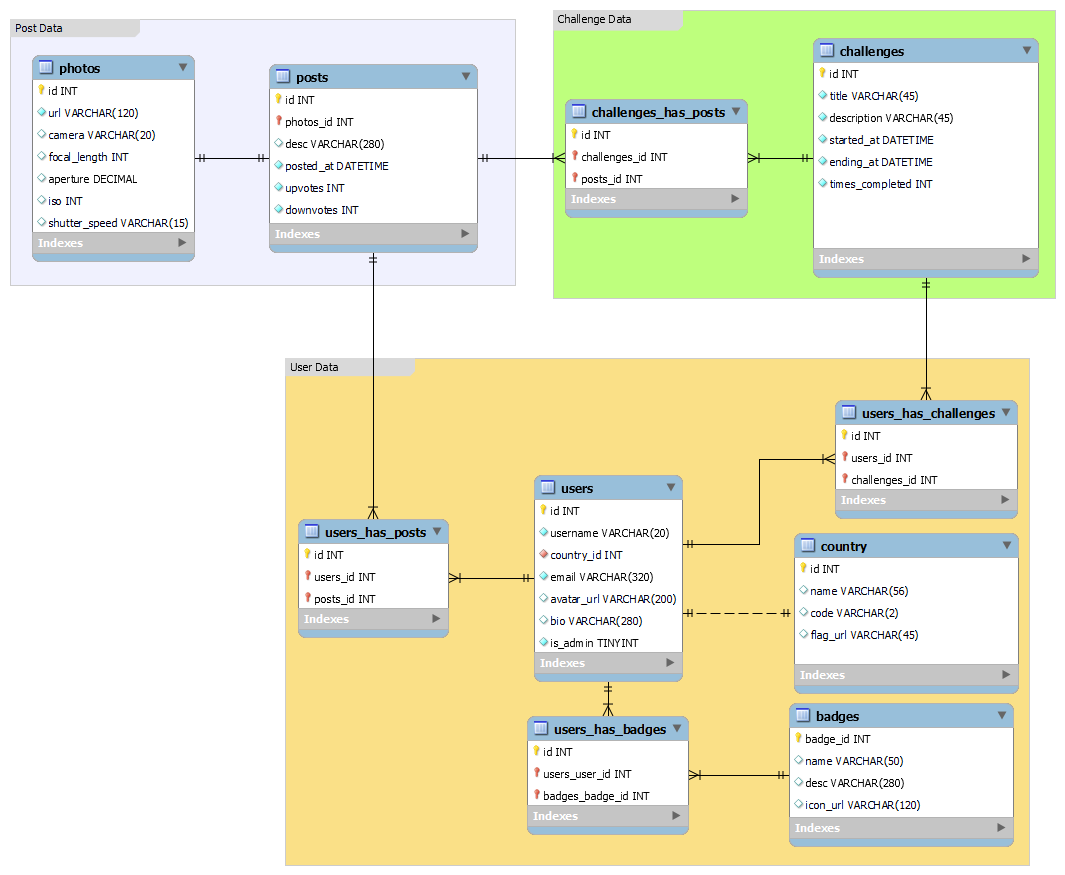 Post Data
photos
id INT
url VARCHAR(120)
camera VARCHAR(20)
focal_length INT
aperture DECIMAL
iso INT
shutter_speed VARCHAR(15)
Indexes
posts
id INT
photos_id INT
desc VARCHAR(280)
posted_at DATETIME
upvotes INT
downvotes INT
Indexes
Challenge Data
challenges_has_posts
id INT
challenges_id INT
posts_id INT
Indexes
challenges
id INT
title VARCHAR(45)
description VARCHAR(45)
started_at DATETIME
ending_at DATETIME
times_completed INT
Indexes
User Data
users_has_posts
id INT
users_id INT
posts_id INT
Indexes
users
id INT
username VARCHAR(20)
country_id INT
email VARCHAR(320)
avatar_url VARCHAR(200)
bio VARCHAR(280)
is_admin TINYINT
Indexes
users_has_challenges
id INT
users_id INT
challenges_id INT
Indexes
country
id INT
name VARCHAR(56)
code VARCHAR(2)
flag_url VARCHAR(45)
Indexes
users_has_badges
id INT
users_user_id INT
badges_badge_id INT
Indexes
badges
badge_id INT
name VARCHAR(50)
desc VARCHAR(280)
icon_url VARCHAR(120)
Indexes